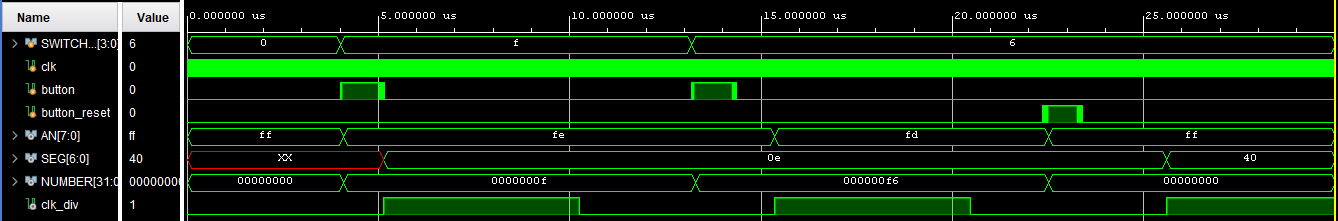 Name Value 0.000000 us 5.000000 us 10.000000 us 15.000000 us 20.000000 us 25.000000 us
SWITCH...[3:0] 6 0 f 6
clk 0
button 0
button_reset 0
AN[7:0] ff ff fe fd ff
SEG[6:0] 40 XX 0e 40
NUMBER[31:0 00000000 00000000 0000000f 000000f6 00000000
clk_div 1